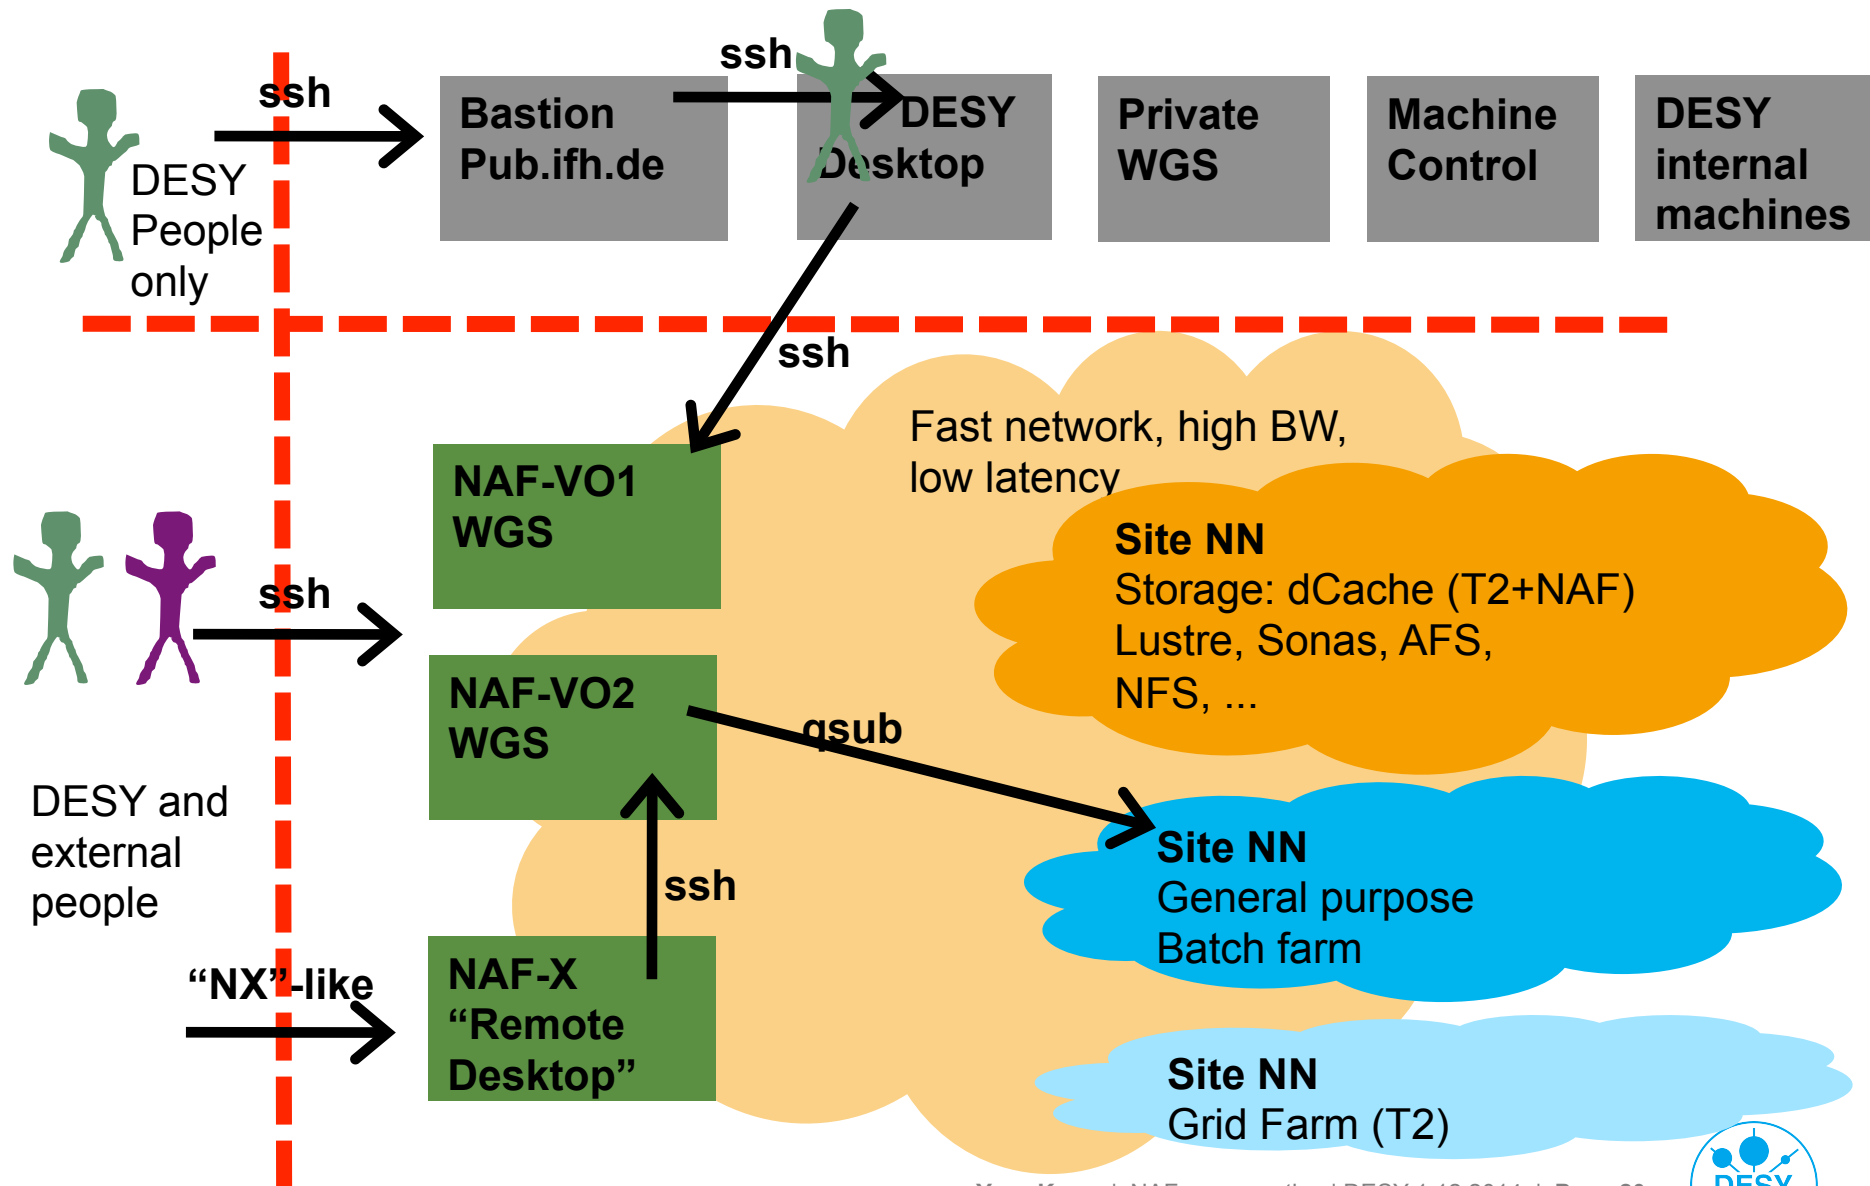 ssh
ssh
DESY
People
only
Bastion
Pub.ifh.de
DESY
Desktop
Private
WGS
Machine
Control
DESY
internal
machines
ssh
Fast network, high BW,
low latency
NAF-VO1
WGS
ssh
Site NN
Storage: dCache (T2+NAF)
Lustre, Sonas, AFS,
NFS, ...
NAF-VO2
WGS
qsub
DESY and
external
people
ssh
Site NN
General purpose
Batch farm
“NX”-like
NAF-X
“Remote
Desktop”
Site NN
Grid Farm (T2)
DESY